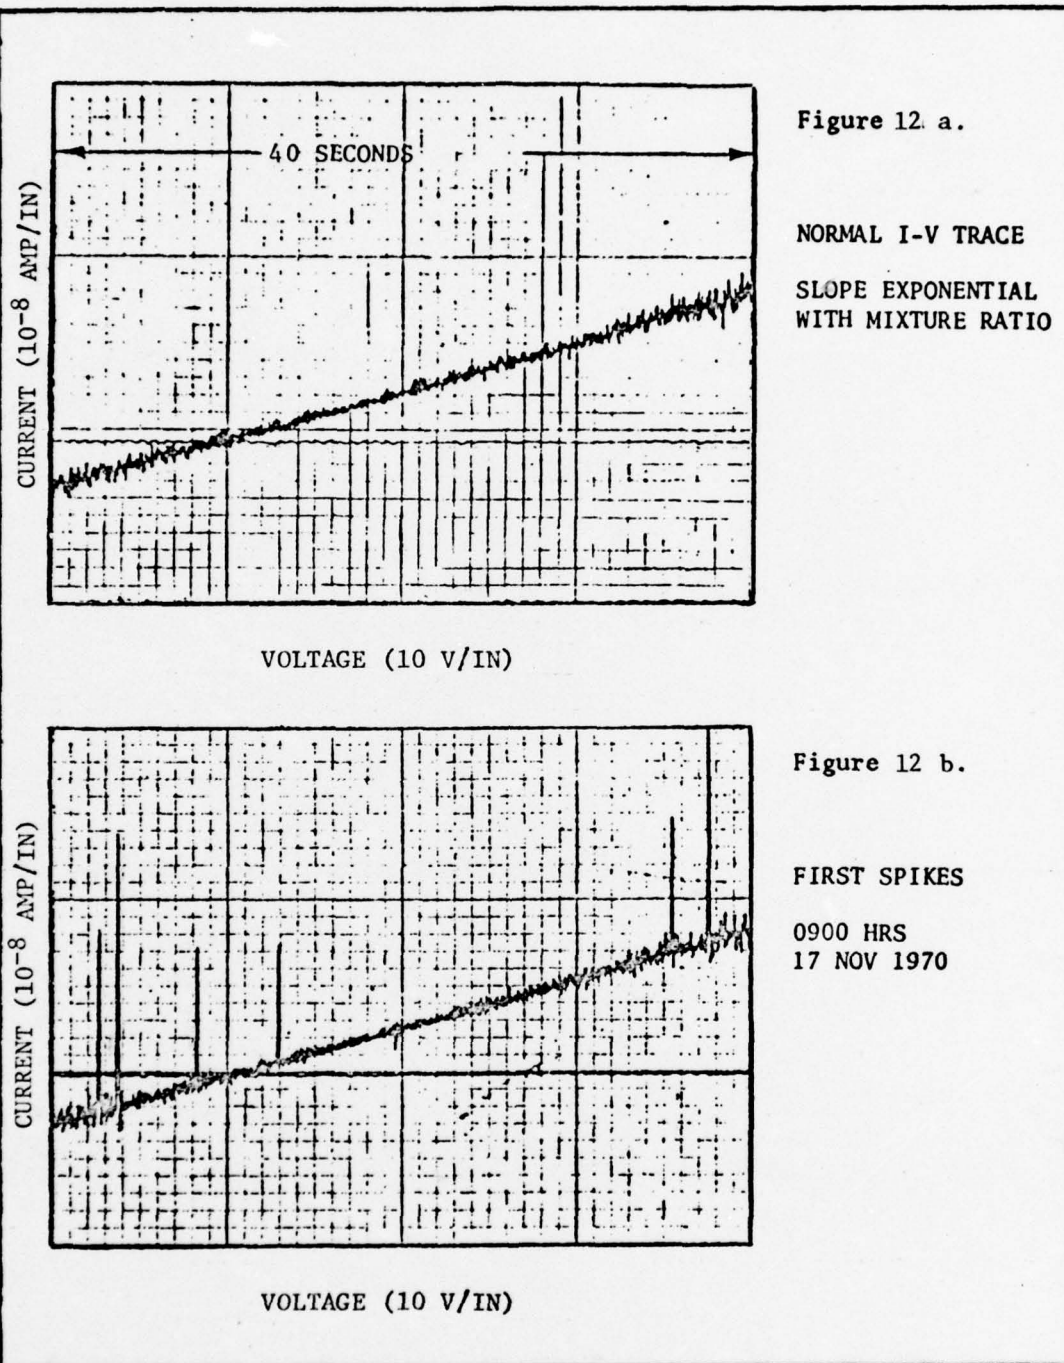 Figure 12. a.
40 SECONDS
NORMAL I-V TRACE
SLOPE EXPONENTIAL
WITH MIXTURE RATIO
CURRENT (10-8 AMP/IN)
VOLTAGE (10 V/IN)
Figure 12 b.
FIRST SPIKES
0900 HRS
17 NOV 1970
CURRENT (10-8 AMP/IN)
VOLTAGE (10 V/IN)